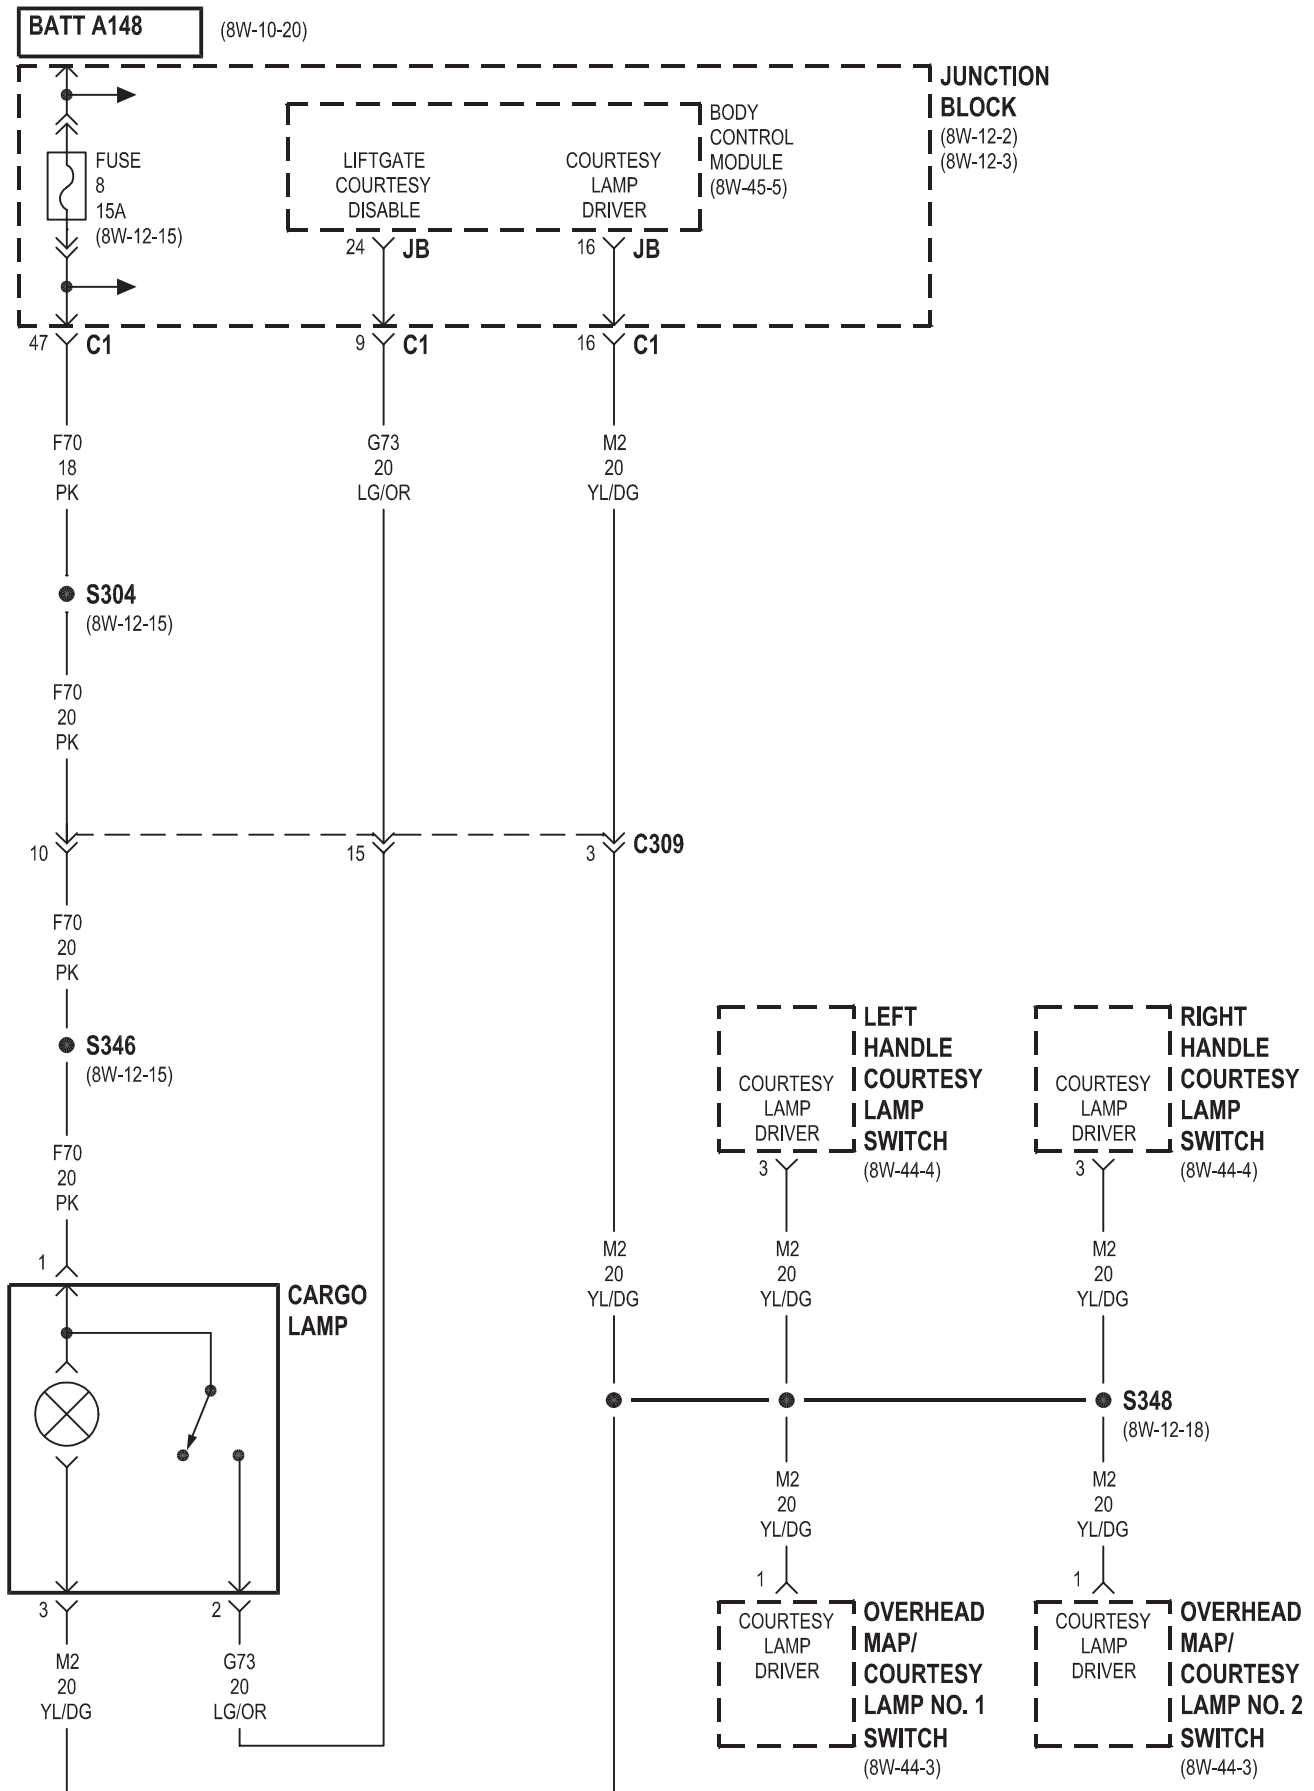 BATT A148 (8W-10-20)
JUNCTION
BLOCK
(8W-12-2)
(8W-12-3)
BODY
CONTROL
MODULE
(8W-45-5)
FUSE
8
15A
(8W-12-15)
LIFTGATE
COURTESY
DISABLE
COURTESY
LAMP
DRIVER
24 JB
16 JB
47 C1
9 C1
16 C1
F70
18
PK
G73
20
LG/OR
M2
20
YL/DG
S304
(8W-12-15)
F70
20
PK
10
15
3 C309
F70
20
PK
S346
(8W-12-15)
F70
20
PK
COURTESY
LAMP
DRIVER
LEFT
HANDLE
COURTESY
LAMP
SWITCH
(8W-44-4)
COURTESY
LAMP
DRIVER
RIGHT
HANDLE
COURTESY
LAMP
SWITCH
(8W-44-4)
3
3
1
M2
20
YL/DG
M2
20
YL/DG
M2
20
YL/DG
CARGO
LAMP
S348
(8W-12-18)
M2
20
YL/DG
M2
20
YL/DG
1
1
3
2
M2
20
YL/DG
G73
20
LG/OR
COURTESY
LAMP
DRIVER
OVERHEAD
MAP/
COURTESY
LAMP NO. 1
SWITCH
(8W-44-3)
COURTESY
LAMP
DRIVER
OVERHEAD
MAP/
COURTESY
LAMP NO. 2
SWITCH
(8W-44-3)